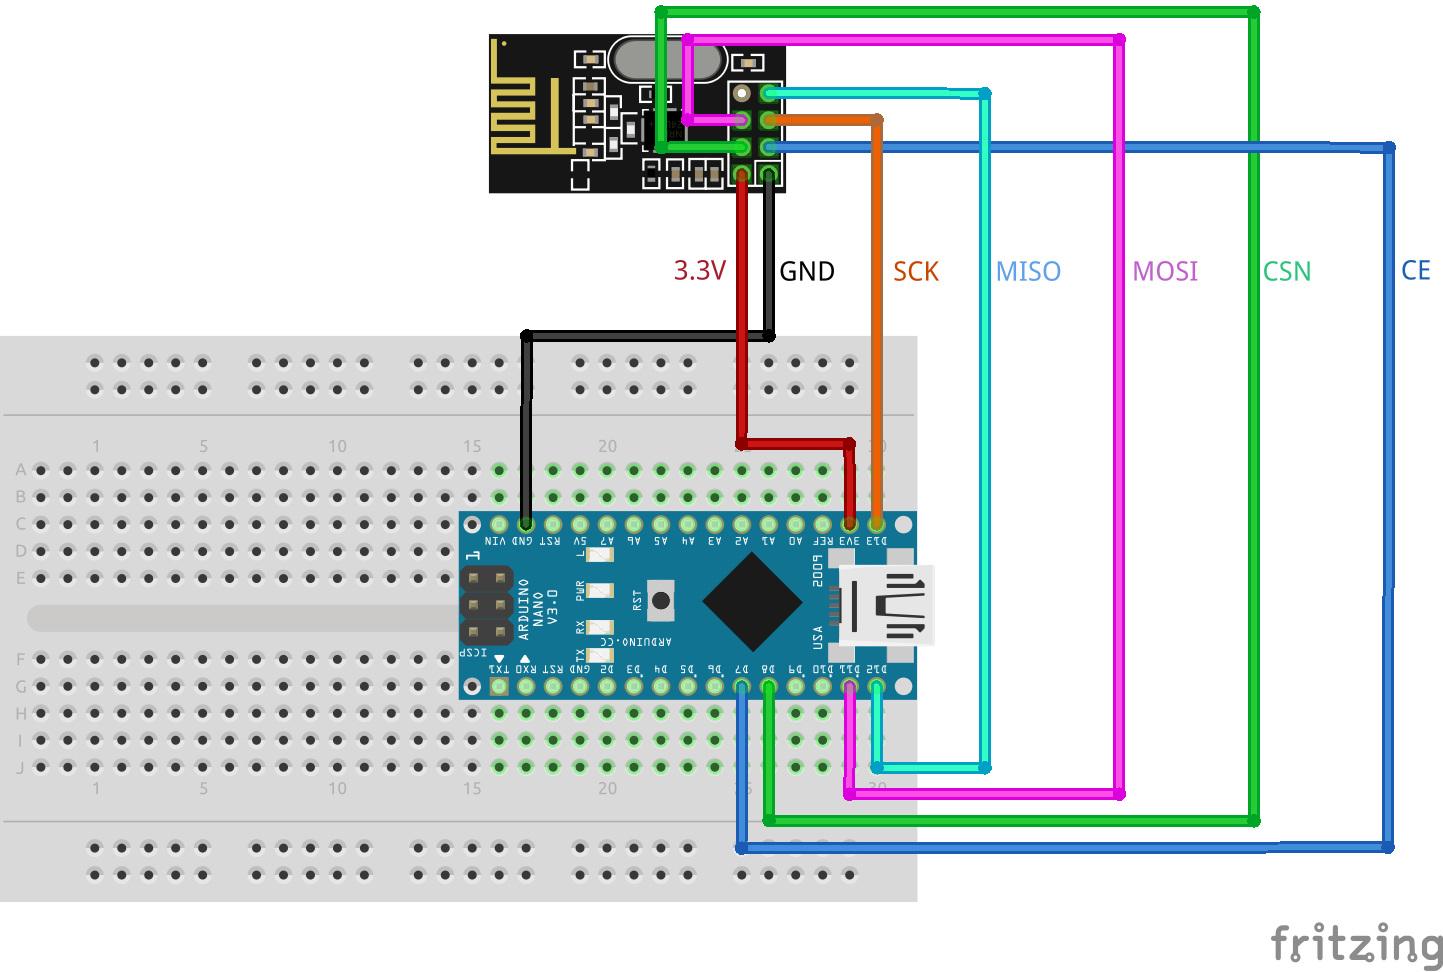 3.3V GND SCK MISO MOSI CSN CE
1 5 10 15 20 30
A
B
C
D
E
VIN GND RST 5V A7 A6 A5 A4 A3 A2 A1 A0 REF 3V3 D13
L
PWR
RX
TX
1
ICSP
ARDUINO
NANO
V3.0
RST
ARDUINO.CC
2009
USA
TX1 RX0 RST GND D2 D3 D4 D5 D6 D7 D8 D9 D10 D11 D12
F
G
H
I
J
1 5 10 15 20 30
fritzing